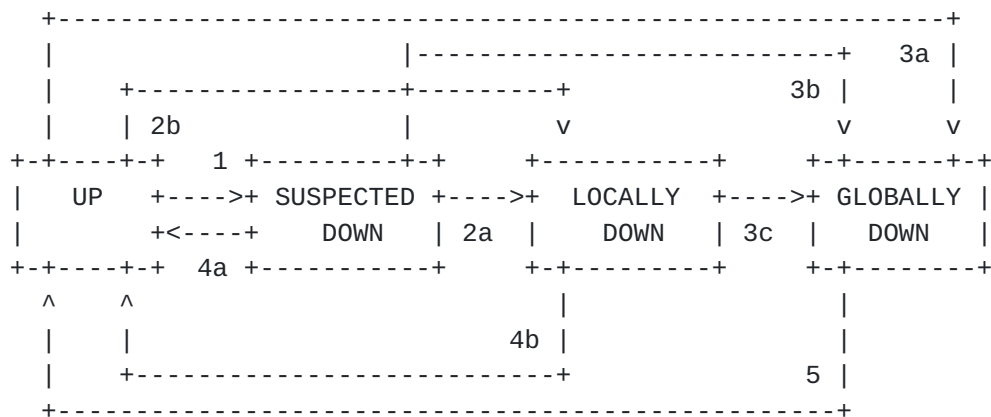 3a
3b
2b
1
UP SUSPECTED LOCALLY GLOBALLY
DOWN 2a DOWN 3c DOWN
4a
4b
5